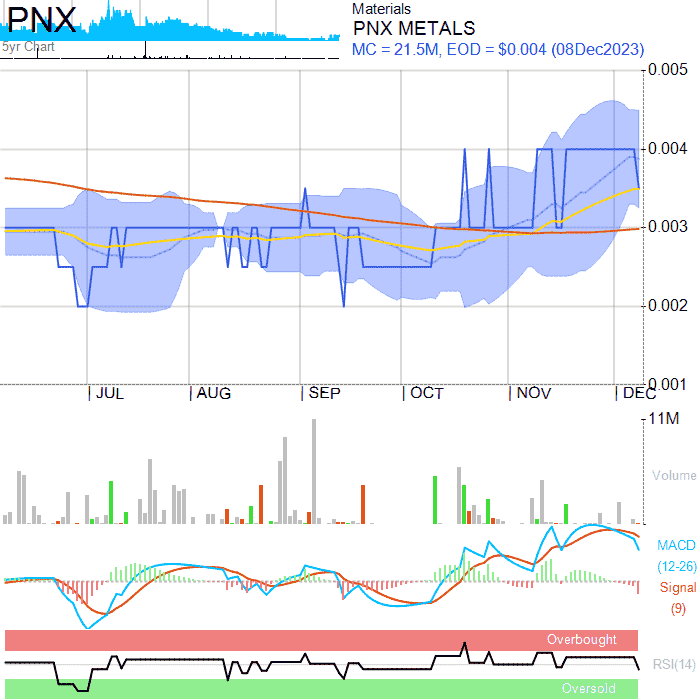 PNX
5yr Chart
Materials
PNX METALS
MC = 21.5M, EOD = $0.004 (08Dec2023)
0.005
0.004
0.003
0.002
0.001
JUL AUG SEP OCT NOV DEC
11M
Volume
MACD
(12-26)
Signal
(9)
Overbought
RSI(14)
Oversold